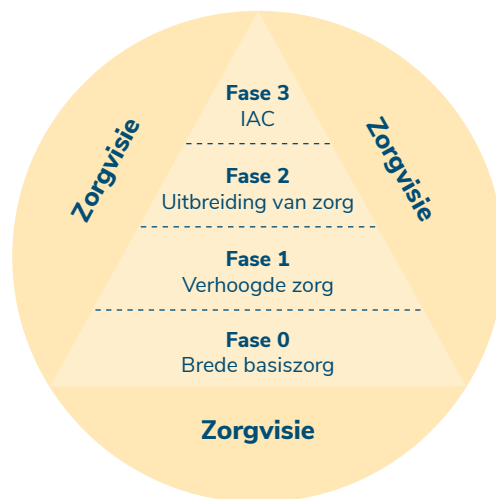 Fase 3
IAC
Zorgvisie
Zorgvisie
Fase 2
Uitbreiding van zorg
Fase 1
Verhoogde zorg
Fase 0
Brede basiszorg
Zorgvisie